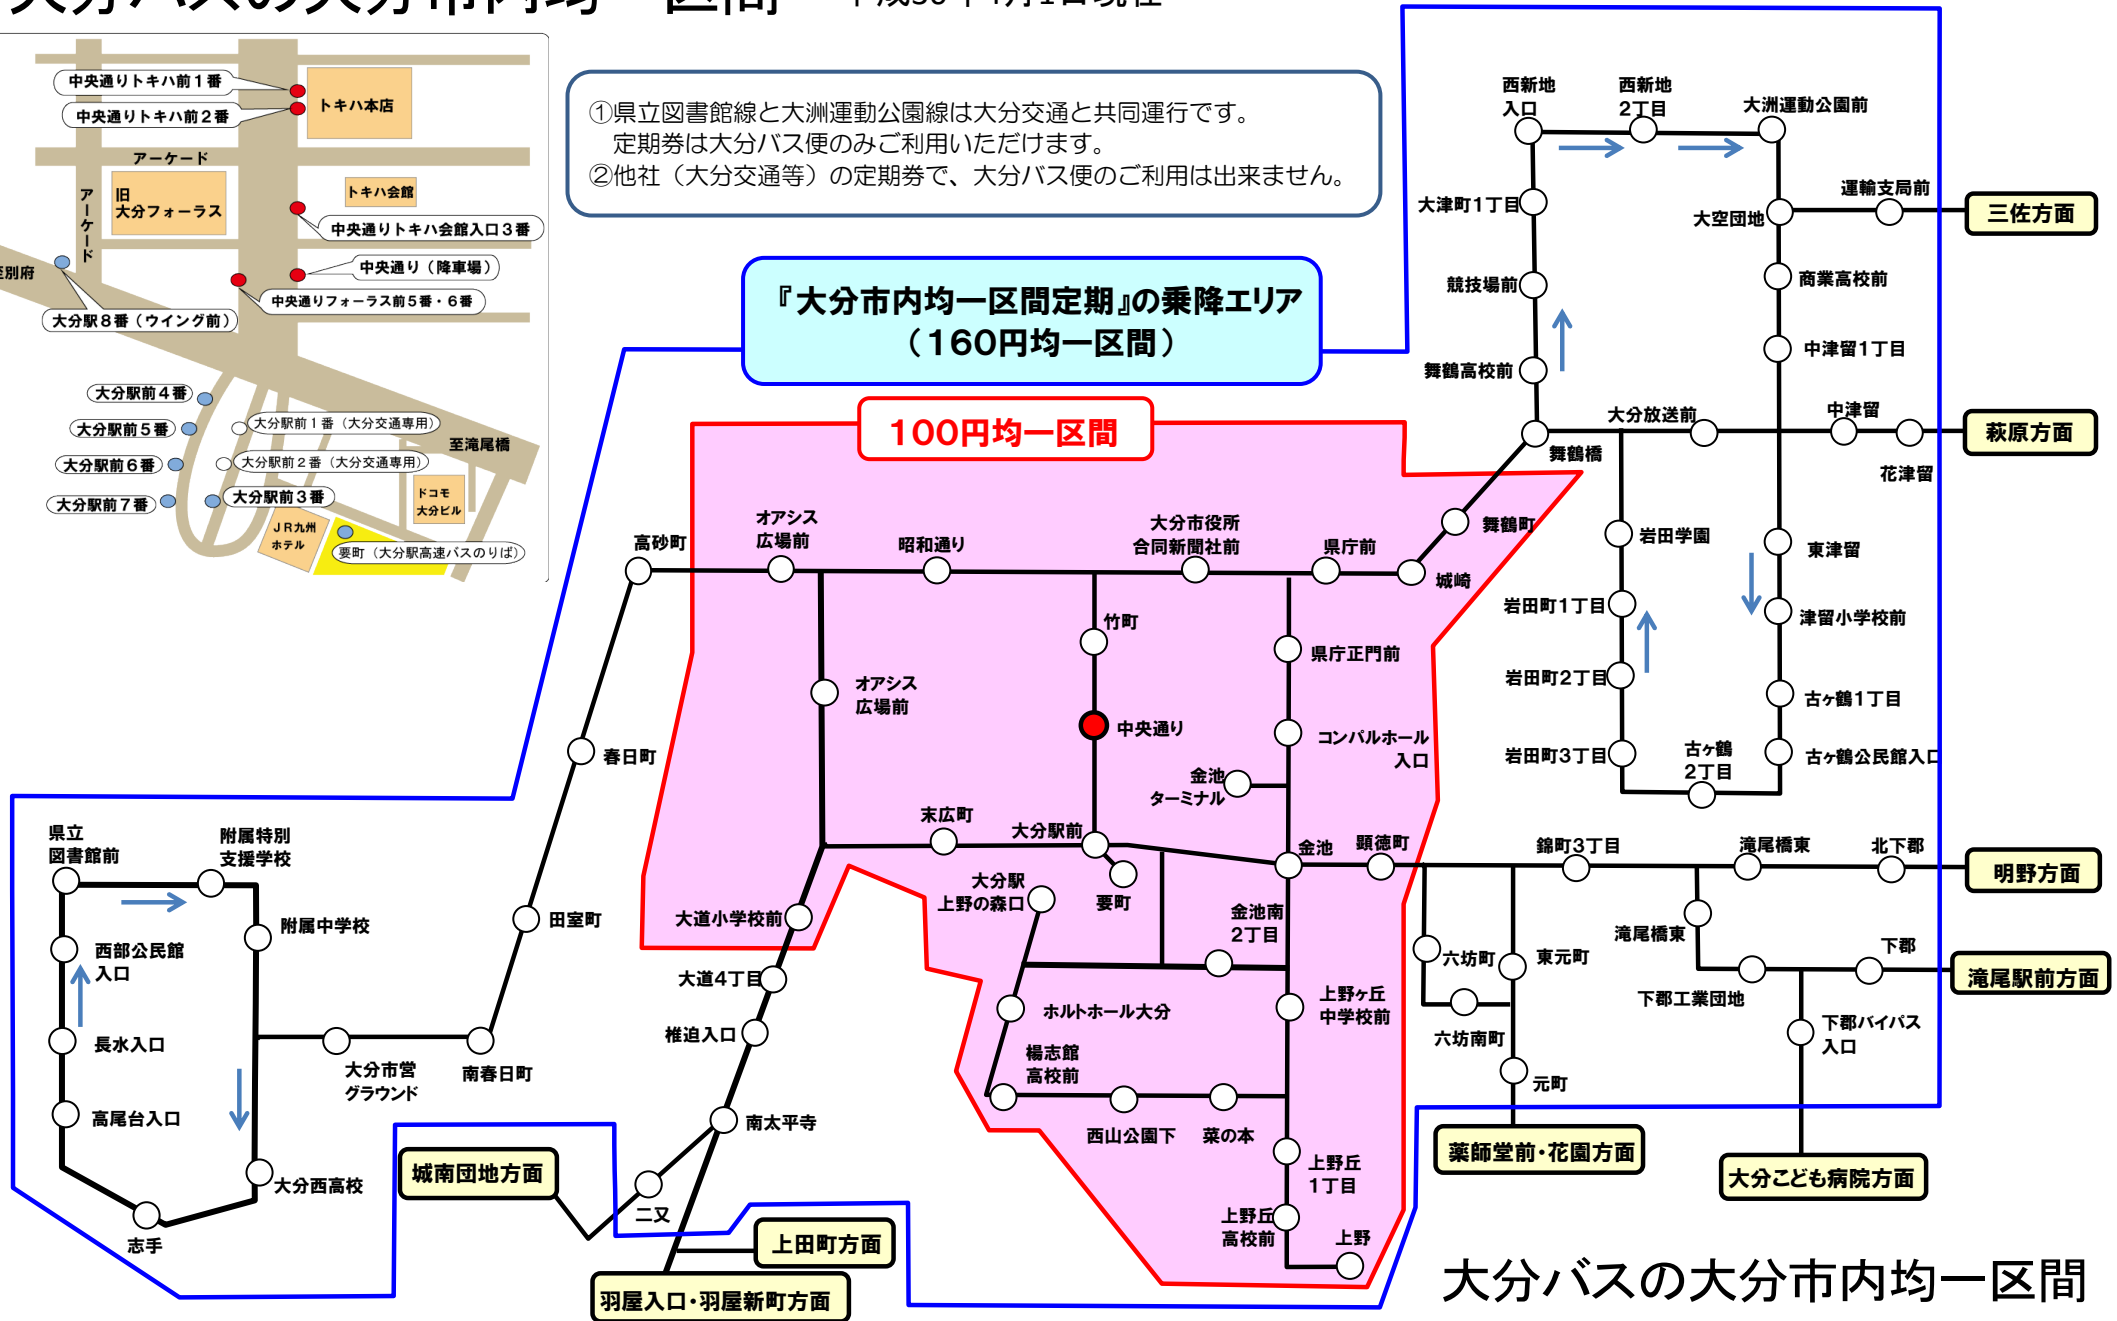 大分バスの大分市内均一区間
平成30年4月1日現在
中央通りトキハ前1番
中央通りトキハ前2番
トキハ本店
アーケード
アーケード
旧
大分フォーラス
トキハ会館
中央通りトキハ会館入口3番
中央通り(降車場)
中央通りフォーラス前5番・6番
至別府
大分駅8番(ウイング前)
大分駅前4番
大分駅前5番
大分駅前6番
大分駅前7番
大分駅前1番(大分交通専用)
大分駅前2番(大分交通専用)
大分駅前3番
至滝尾橋
ドコモ
大分ビル
JR九州
ホテル
要町(大分駅高速バスのりば)
①県立図書館線と大洲運動公園線は大分交通と共同運行です。
定期券は大分バス便のみご利用いただけます。
②他社(大分交通等)の定期券で、大分バス便のご利用は出来ません。
『大分市内均一区間定期』の乗降エリア
(160円均一区間)
100円均一区間
西新地
入口
西新地
2丁目
大洲運動公園前
大津町1丁目
競技場前
舞鶴高校前
舞鶴橋
運輸支局前
三佐方面
大空団地
商業高校前
中津留1丁目
大分放送前
中津留
花津留
萩原方面
岩田学園
岩田町1丁目
岩田町2丁目
岩田町3丁目
古ヶ鶴
2丁目
東津留
津留小学校前
古ヶ鶴1丁目
古ヶ鶴公民館入口
高砂町
オアシス
広場前
昭和通り
大分市役所
合同新聞社前
県庁前
城崎
舞鶴町
竹町
県庁正門前
オアシス
広場前
中央通り
コンパルホール
入口
金池
ターミナル
春日町
末広町
大分駅前
要町
金池
顕徳町
錦町3丁目
滝尾橋東
北下郡
明野方面
県立
図書館前
附属特別
支援学校
附属中学校
西部公民館
入口
長水入口
高尾台入口
志手
大分西高校
大分市営
グラウンド
南春日町
田室町
大道小学校前
大道4丁目
椎迫入口
南太平寺
二又
城南団地方面
上田町方面
羽屋入口・羽屋新町方面
大分駅
上野の森口
金池南
2丁目
ホルトホール大分
楊志館
高校前
西山公園下
菜の本
上野ヶ丘
中学校前
上野丘
1丁目
上野丘
高校前
上野
六坊町
六坊南町
東元町
元町
薬師堂前・花園方面
滝尾橋東
下郡工業団地
下郡
滝尾駅前方面
下郡バイパス
入口
大分こども病院方面
大分バスの大分市内均一区間